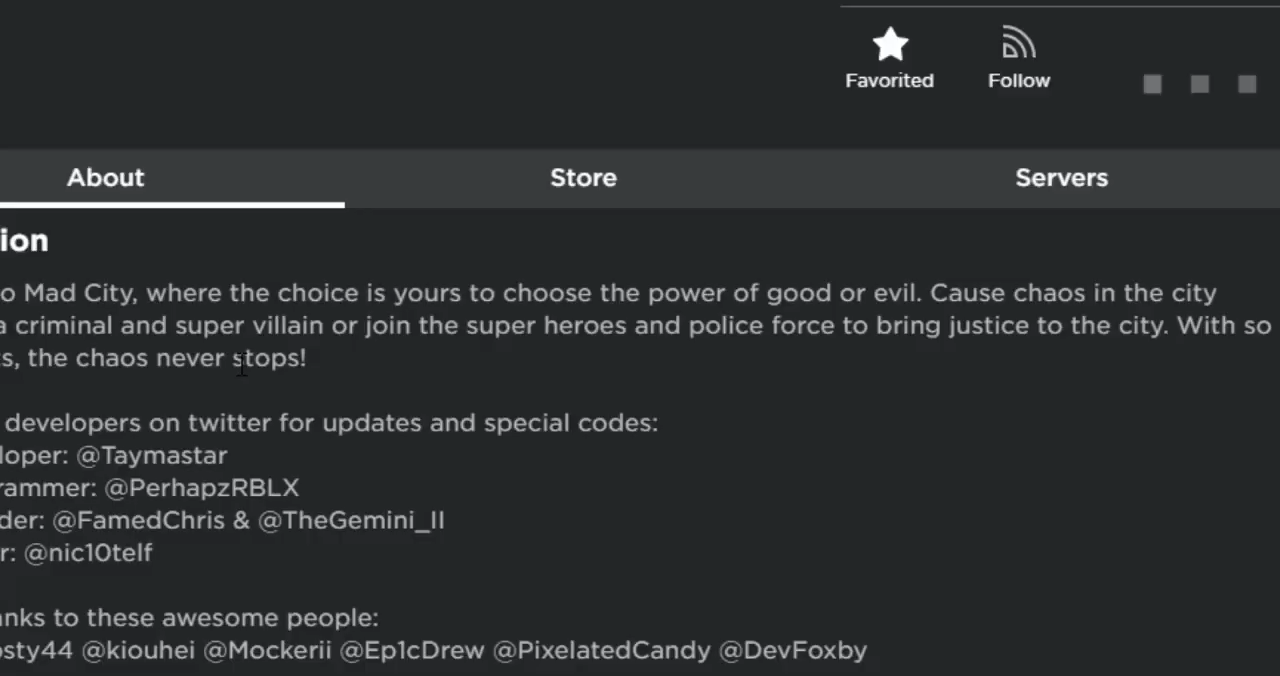 Favorited Follow
About Store Servers
ion
o Mad City, where the choice is yours to choose the power of good or evil. Cause chaos in the city
a criminal and super villain or join the super heroes and police force to bring justice to the city. With so
s, the chaos never stops!
developers on twitter for updates and special codes:
loper: @Taymastar
rammer: @PerhapzRBLX
der: @FamedChris & @TheGemini_II
r: @nic10telf
anks to these awesome people:
osty44 @kiouhei @Mockerii @Ep1cDrew @PixelatedCandy @DevFoxby